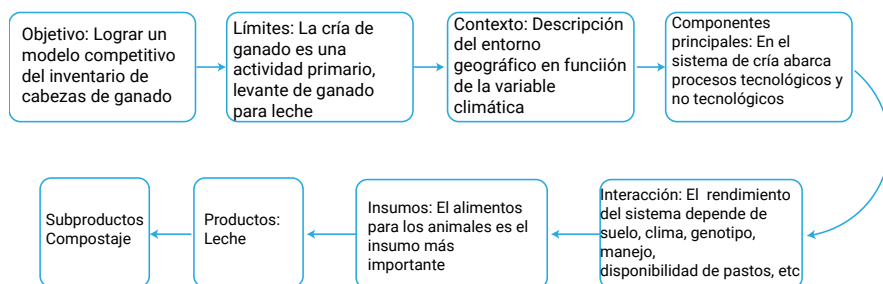 Objetivo: Lograr un
modelo competitivo
del inventario de
cabezas de ganado
Límites: La cría de
ganado es una
actividad primario,
levante de ganado
para leche
Contexto: Descripción
del entorno
geográfico en funciión
de la variable
climática
Componentes
principales: En el
sistema de cría abarca
procesos tecnológicos y
no tecnológicos
Interacción: El rendimiento
del sistema depende de
suelo, clima, genotipo,
manejo,
disponibilidad de pastos, etc
Insumos: El alimentos
para los animales es el
insumo más
importante
Productos:
Leche
Subproductos
Compostaje